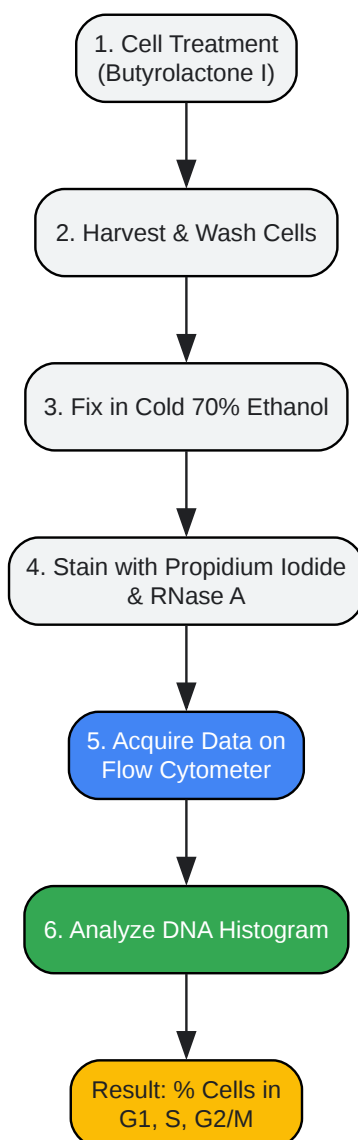 1. Cell Treatment
(Butyrolactone I)
2. Harvest & Wash Cells
3. Fix in Cold 70% Ethanol
4. Stain with Propidium Iodide
& RNase A
5. Acquire Data on
Flow Cytometer
6. Analyze DNA Histogram
Result: % Cells in
G1, S, G2/M